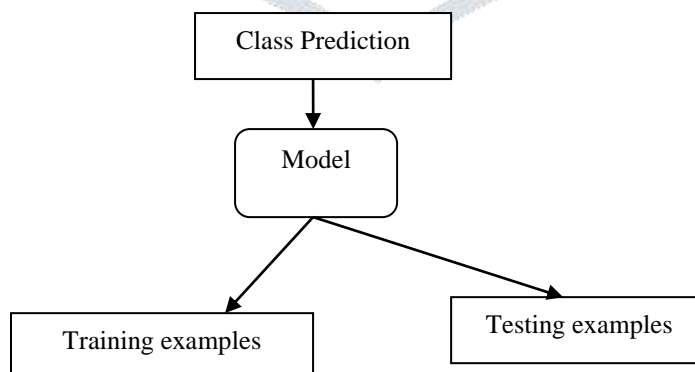 Class Prediction
Model
Training examples
Testing examples